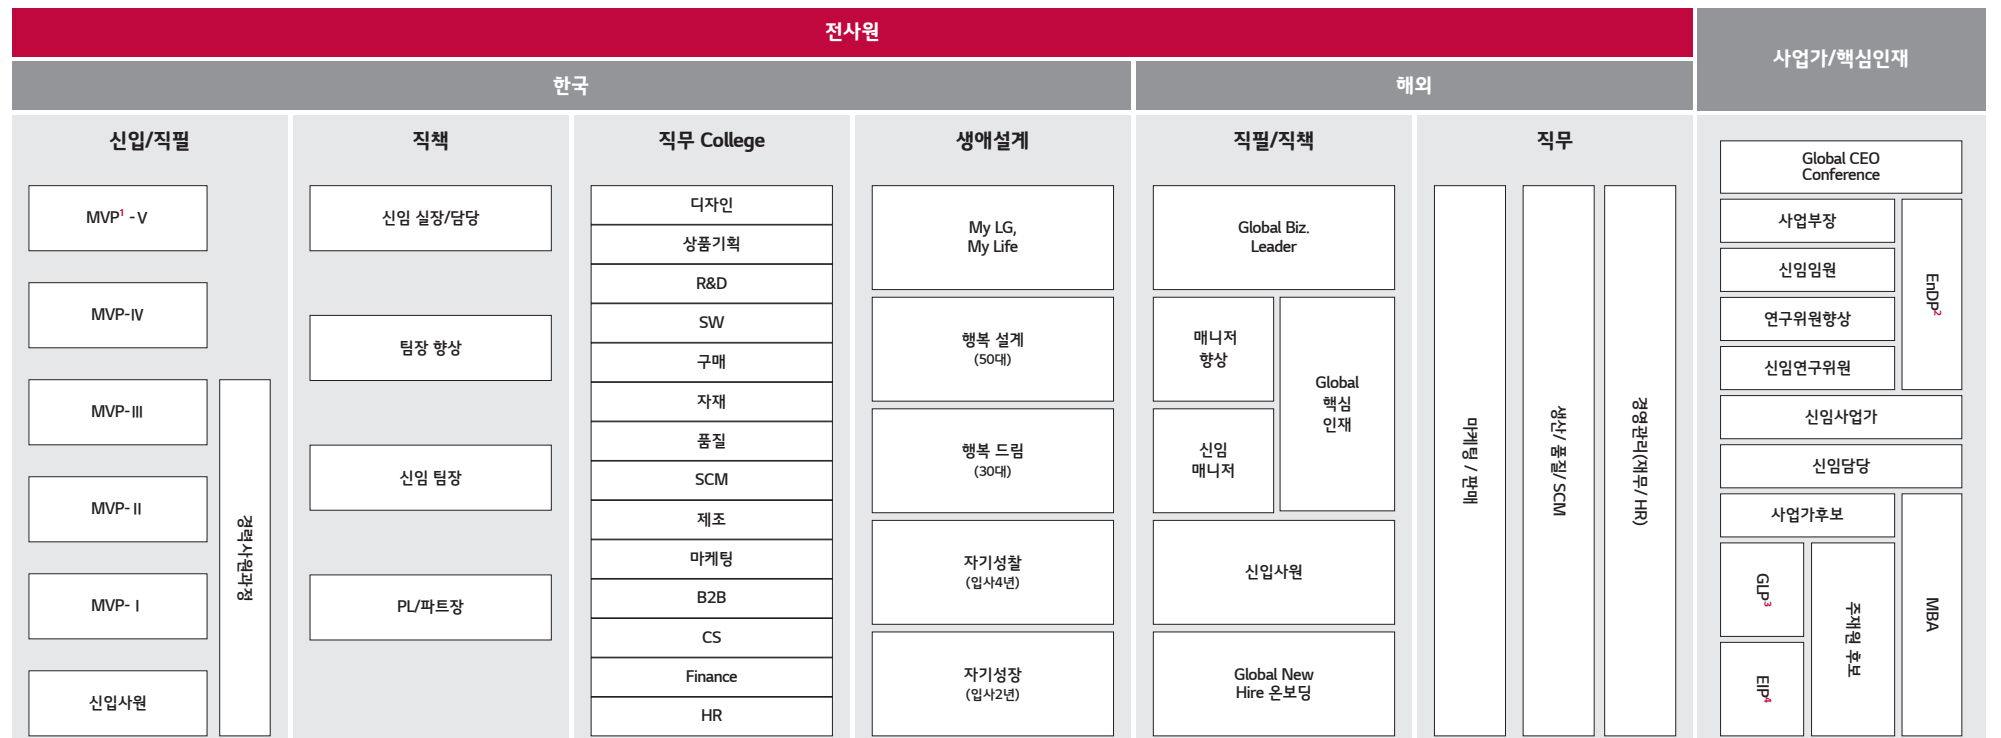 전사원
사업가/핵심인재
한국
해외
신입/직필
MVP¹ - V
MVP-IV
MVP-III
MVP- II
MVP- I
신입사원
경력사원과정
직책
신임 실장/담당
팀장 향상
신임 팀장
PL/파트장
직무 College
디자인
상품기획
R&D
SW
구매
자재
품질
SCM
제조
마케팅
B2B
CS
Finance
HR
생애설계
My LG,
My Life
행복 설계
(50대)
행복 드림
(30대)
자기성찰
(입사4년)
자기성장
(입사2년)
직필/직책
Global Biz.
Leader
매니저
향상
신임
매니저
Global
핵심
인재
신입사원
Global New
Hire 온보딩
직무
마케팅 / 판매
생산/ 품질/ SCM
경영관리(재무/ HR)
Global CEO
Conference
사업부장
신임임원
연구위원향상
신임연구위원
EnDP²
신임사업가
신임담당
사업가후보
GLP³
EIP⁴
주재원 후보
MBA